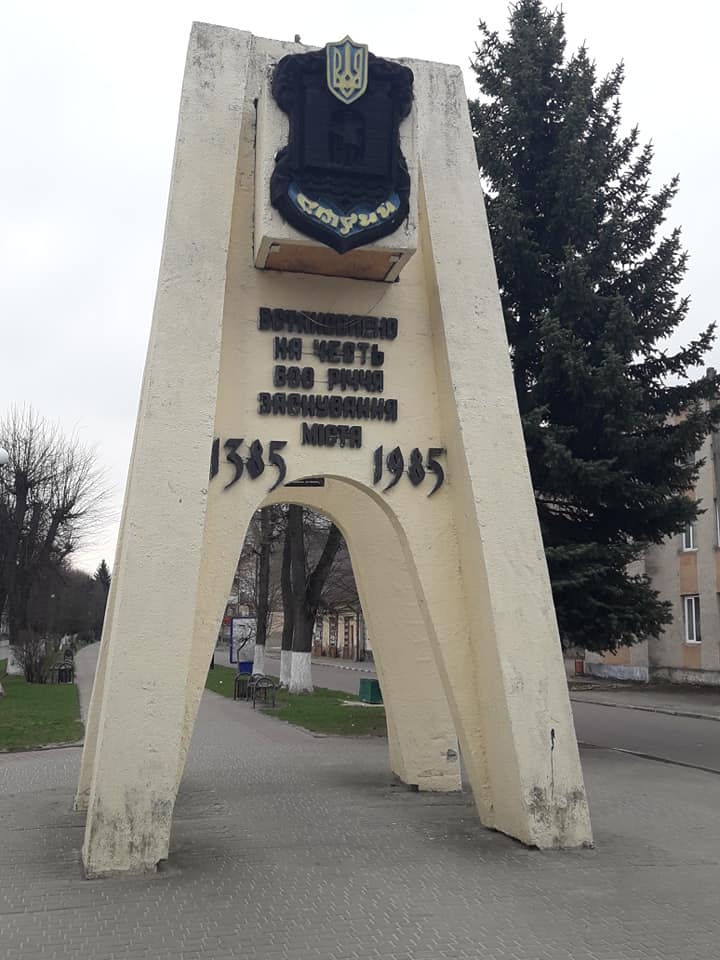 Стрий
ВСТАНОВЛЕНО
НА ЧЕСТЬ
600 РІЧЧЯ
ЗАСНУВАННЯ
МІСТА
1385 1985